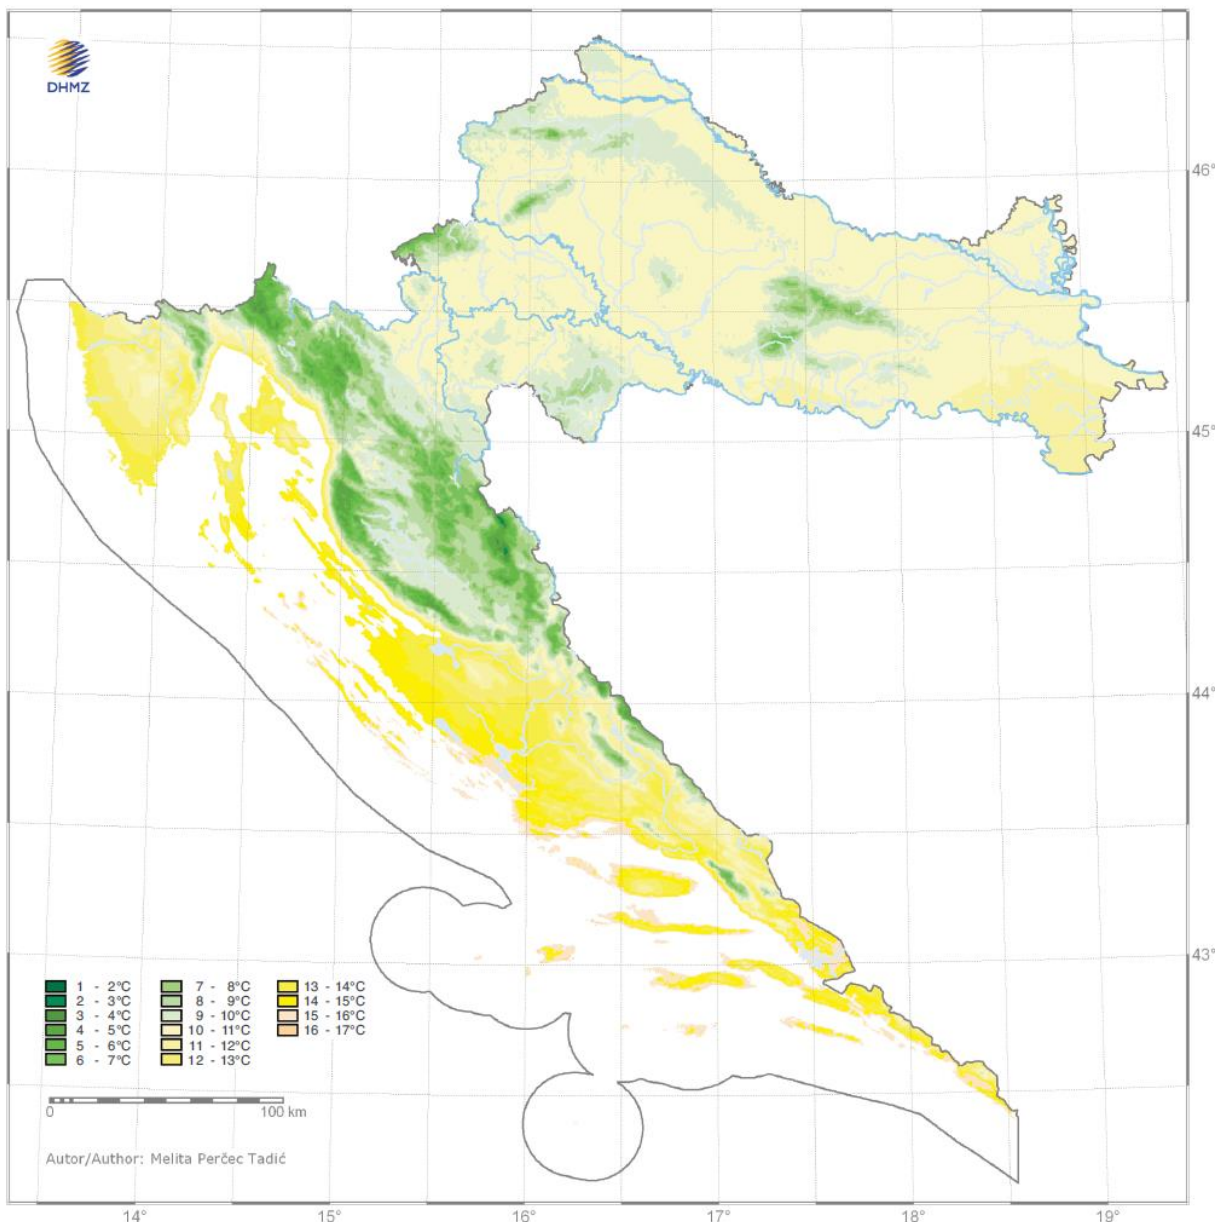 DHMZ
46°
45°
44°
43°
1 - 2°C
2 - 3°C
3 - 4°C
4 - 5°C
5 - 6°C
6 - 7°C
7 - 8°C
8 - 9°C
9 - 10°C
10 - 11°C
11 - 12°C
12 - 13°C
13 - 14°C
14 - 15°C
15 - 16°C
16 - 17°C
0 100 km
Autor/Author: Melita Perčec Tadić
14° 15° 16° 17° 18° 19°